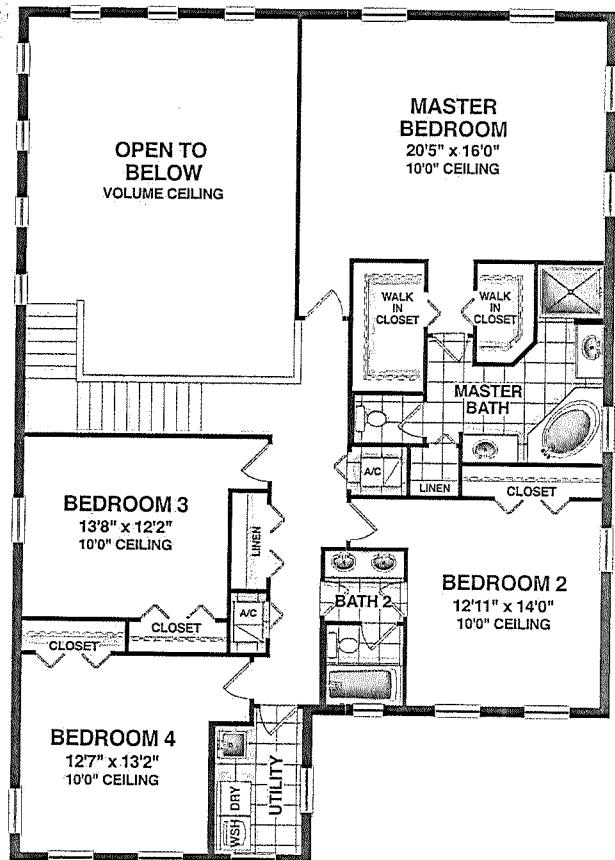 OPEN TO
BELOW
VOLUME CEILING
MASTER
BEDROOM
20'5" x 16'0"
10'0" CEILING
WALK
IN
CLOSET
WALK
IN
CLOSET
MASTER
BATH
A/C
LINEN
CLOSET
BEDROOM 3
13'8" x 12'2"
10'0" CEILING
LINEN
A/C
CLOSET
CLOSET
BATH 2
BEDROOM 2
12'11" x 14'0"
10'0" CEILING
BEDROOM 4
12'7" x 13'2"
10'0" CEILING
DRY
WSH
UTILITY